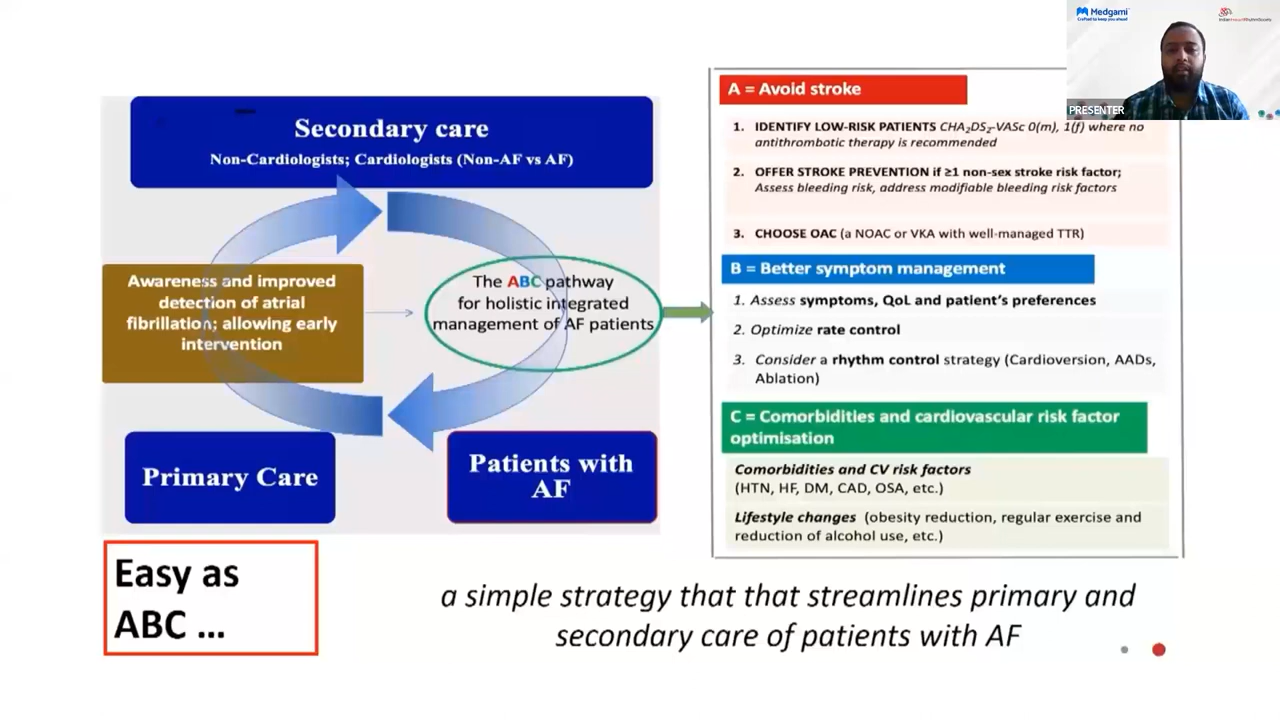 Medgami
Crafted to keep you ahead!
PRESENTER
Secondary care
Non-Cardiologists; Cardiologists (Non-AF vs AF)
Awareness and improved
detection of atrial
fibrillation; allowing early
intervention
The ABC pathway
for holistic integrated
management of AF patients
Primary Care
Patients with
AF
A = Avoid stroke
1. IDENTIFY LOW-RISK PATIENTS CHA₂DS₂-VASc 0(m), 1(f) where no
antithrombotic therapy is recommended
2. OFFER STROKE PREVENTION if ≥1 non-sex stroke risk factor;
Assess bleeding risk, address modifiable bleeding risk factors
3. CHOOSE OAC (a NOAC or VKA with well-managed TTR)
B = Better symptom management
1. Assess symptoms, QoL and patient's preferences
2. Optimize rate control
3. Consider a rhythm control strategy (Cardioversion, AADs,
Ablation)
C = Comorbidities and cardiovascular risk factor
optimisation
Comorbidities and CV risk factors
(HTN, HF, DM, CAD, OSA, etc.)
Lifestyle changes (obesity reduction, regular exercise and
reduction of alcohol use, etc.)
Easy as
ABC ...
a simple strategy that that streamlines primary and
secondary care of patients with AF